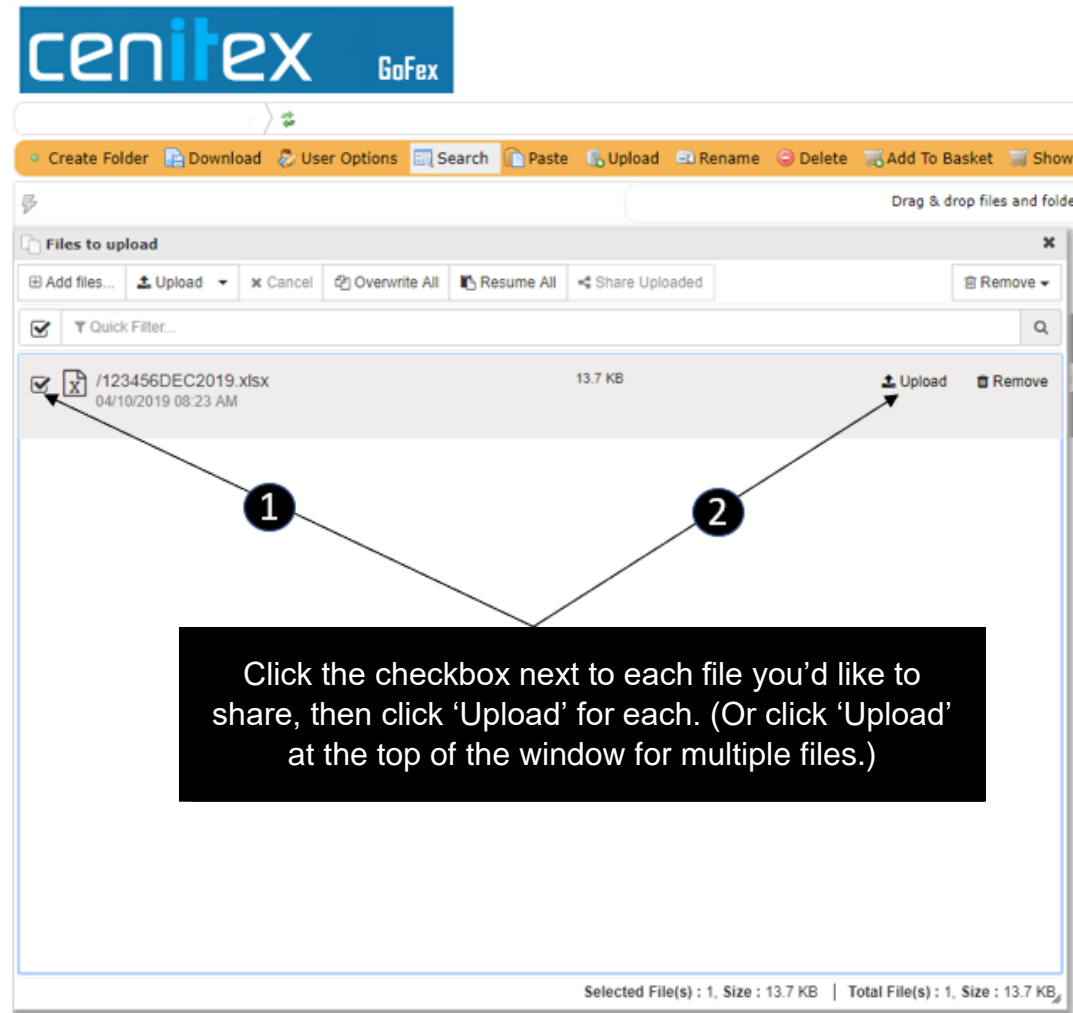 cenitex GoFex
Create Folder Download User Options Search Paste Upload Rename Delete Add To Basket Show
Drag & drop files and folde
Files to upload
Add files... Upload Cancel Overwrite All Resume All Share Uploaded Remove
Quick Filter...
/123456DEC2019.xlsx 13.7 KB Upload Remove
04/10/2019 08:23 AM
1 2
Click the checkbox next to each file you’d like to
share, then click ‘Upload’ for each. (Or click ‘Upload’
at the top of the window for multiple files.)
Selected File(s) : 1, Size : 13.7 KB | Total File(s) : 1, Size : 13.7 KB